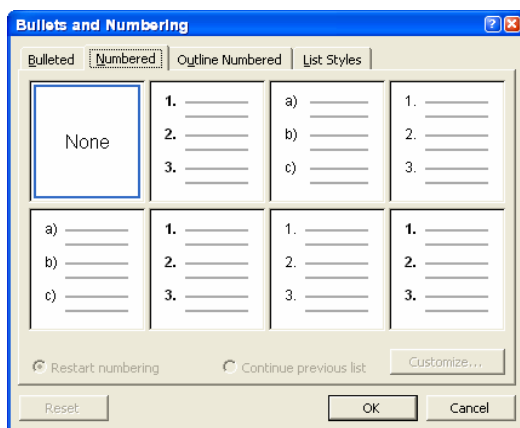 Bullets and Numbering
Bulleted Numbered Outline Numbered List Styles
None
1.
2.
3.
a)
b)
c)
1.
2.
3.
a)
b)
c)
1.
2.
3.
1.
2.
3.
1.
2.
3.
Restart numbering Continue previous list Customize...
Reset OK Cancel